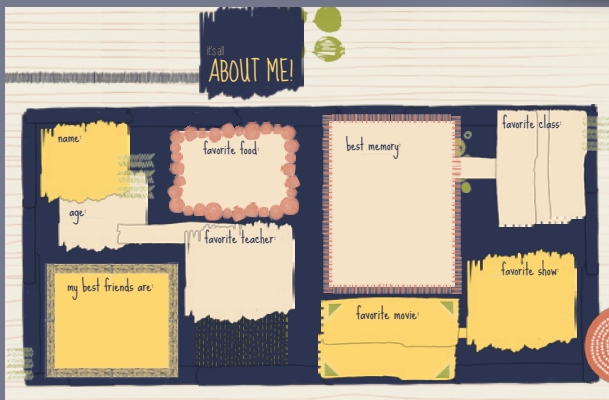 it's all
ABOUT ME!
name:
age:
favorite food:
favorite teacher:
my best friends are:
best memory:
favorite movie:
favorite class:
favorite show: